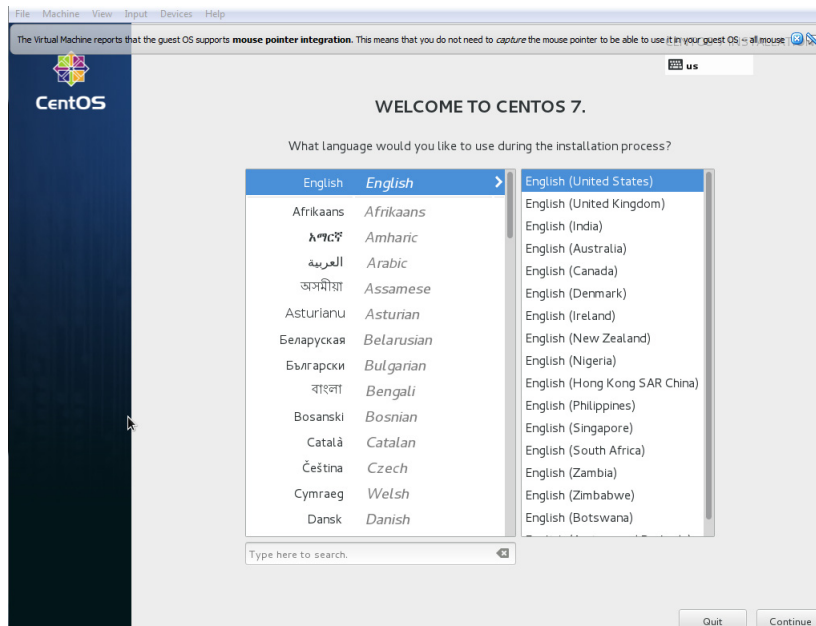 File Machine View Input Devices Help
The Virtual Machine reports that the guest OS supports mouse pointer integration. This means that you do not need to capture the mouse pointer to be able to use it in your guest OS -- all mouse
us
CentOS
WELCOME TO CENTOS 7.
What language would you like to use during the installation process?
English English
Afrikaans Afrikaans
አማርኛ Amharic
العربية Arabic
অসমীয়া Assamese
Asturianu Asturian
Беларуская Belarusian
Български Bulgarian
বাংলা Bengali
Bosanski Bosnian
Català Catalan
Čeština Czech
Cymraeg Welsh
Dansk Danish
Type here to search.
English (United States)
English (United Kingdom)
English (India)
English (Australia)
English (Canada)
English (Denmark)
English (Ireland)
English (New Zealand)
English (Nigeria)
English (Hong Kong SAR China)
English (Philippines)
English (Singapore)
English (South Africa)
English (Zambia)
English (Zimbabwe)
English (Botswana)
Quit Continue